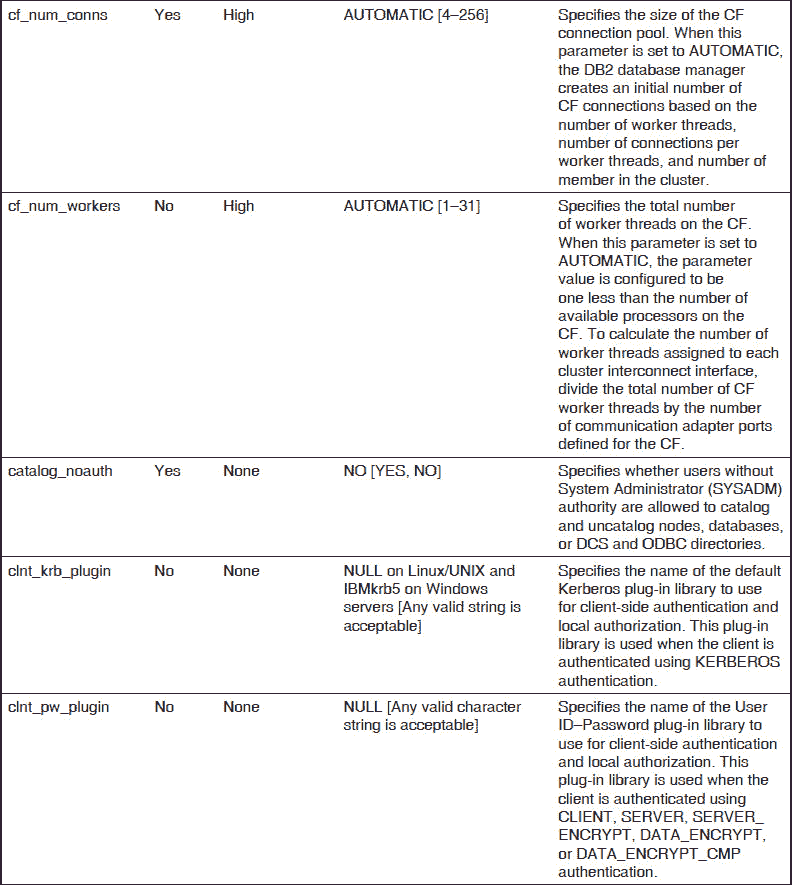 cf_num_conns Yes High AUTOMATIC [4–256] Specifies the size of the CF
connection pool. When this
parameter is set to AUTOMATIC,
the DB2 database manager
creates an initial number of
CF connections based on the
number of worker threads,
number of connections per
worker threads, and number of
member in the cluster.
cf_num_workers No High AUTOMATIC [1–31] Specifies the total number
of worker threads on the CF.
When this parameter is set to
AUTOMATIC, the parameter
value is configured to be
one less than the number of
available processors on the
CF. To calculate the number of
worker threads assigned to each
cluster interconnect interface,
divide the total number of CF
worker threads by the number
of communication adapter ports
defined for the CF.
catalog_noauth Yes None NO [YES, NO] Specifies whether users without
System Administrator (SYSADM)
authority are allowed to catalog
and uncatalog nodes, databases,
or DCS and ODBC directories.
clnt_krb_plugin No None NULL on Linux/UNIX and Specifies the name of the default
IBMkrb5 on Windows Kerberos plug-in library to use
servers [Any valid string is for client-side authentication and
acceptable] local authorization. This plug-in
library is used when the client is
authenticated using KERBEROS
authentication.
clnt_pw_plugin No None NULL [Any valid character Specifies the name of the User
string is acceptable] ID–Password plug-in library to
use for client-side authentication
and local authorization. This
plug-in library is used when the
client is authenticated using
CLIENT, SERVER, SERVER_
ENCRYPT, DATA_ENCRYPT,
or DATA_ENCRYPT_CMP
authentication.